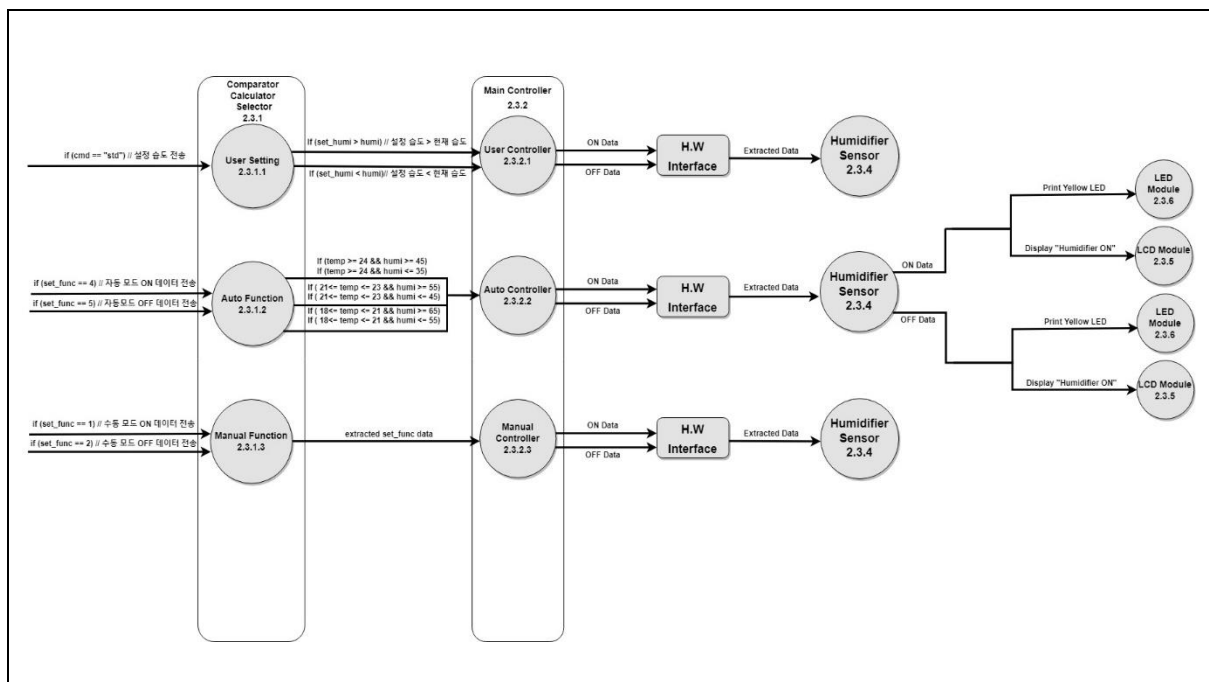 Comparator
Calculator
Selector
2.3.1
Main Controller
2.3.2
if (cmd == "std") // 설정 습도 전송
User Setting
2.3.1.1
If (set_humi > humi) // 설정 습도 > 현재 습도
If (set_humi < humi)// 설정 습도 < 현재 습도
User Controller
2.3.2.1
ON Data
OFF Data
H.W
Interface
Extracted Data
Humidifier
Sensor
2.3.4
if (set_func == 4) // 자동 모드 ON 데이터 전송
if (set_func == 5) // 자동모드 OFF 데이터 전송
Auto Function
2.3.1.2
If (temp >= 24 && humi >= 45)
If (temp >= 24 && humi <= 35)
If ( 21<= temp <= 23 && humi >= 55)
If ( 21<= temp <= 23 && humi <= 45)
If ( 18<= temp <= 21 && humi >= 65)
If ( 18<= temp <= 21 && humi <= 55)
Auto Controller
2.3.2.2
ON Data
OFF Data
H.W
Interface
Extracted Data
Humidifier
Sensor
2.3.4
ON Data
OFF Data
Print Yellow LED
LED
Module
2.3.6
Display "Humidifier ON"
LCD Module
2.3.5
Print Yellow LED
LED
Module
2.3.6
Display "Humidifier ON"
LCD Module
2.3.5
if (set_func == 1) // 수동 모드 ON 데이터 전송
if (set_func == 2) // 수동 모드 OFF 데이터 전송
Manual Function
2.3.1.3
extracted set_func data
Manual
Controller
2.3.2.3
ON Data
OFF Data
H.W
Interface
Extracted Data
Humidifier
Sensor
2.3.4